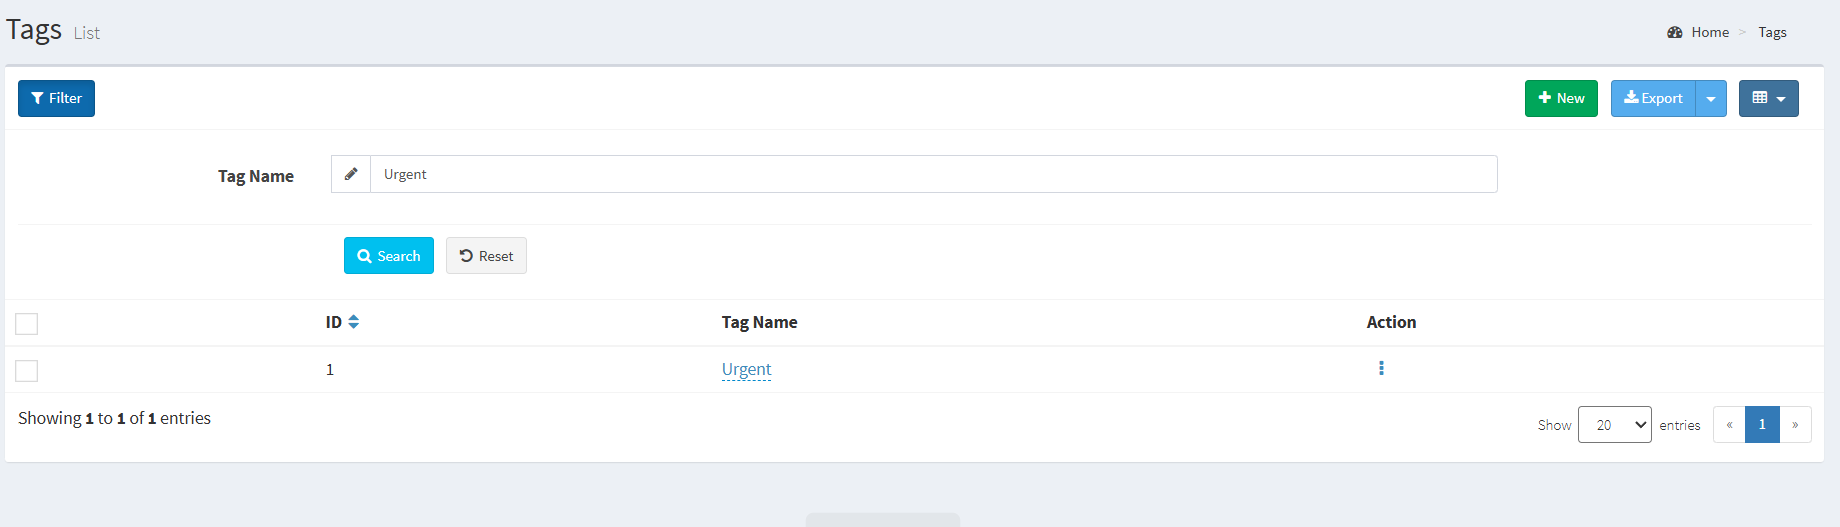 Tags List
Home > Tags
Filter
New Export
Tag Name Urgent
Search Reset
ID Tag Name Action
1 Urgent
Showing 1 to 1 of 1 entries
Show 20 entries « 1 »